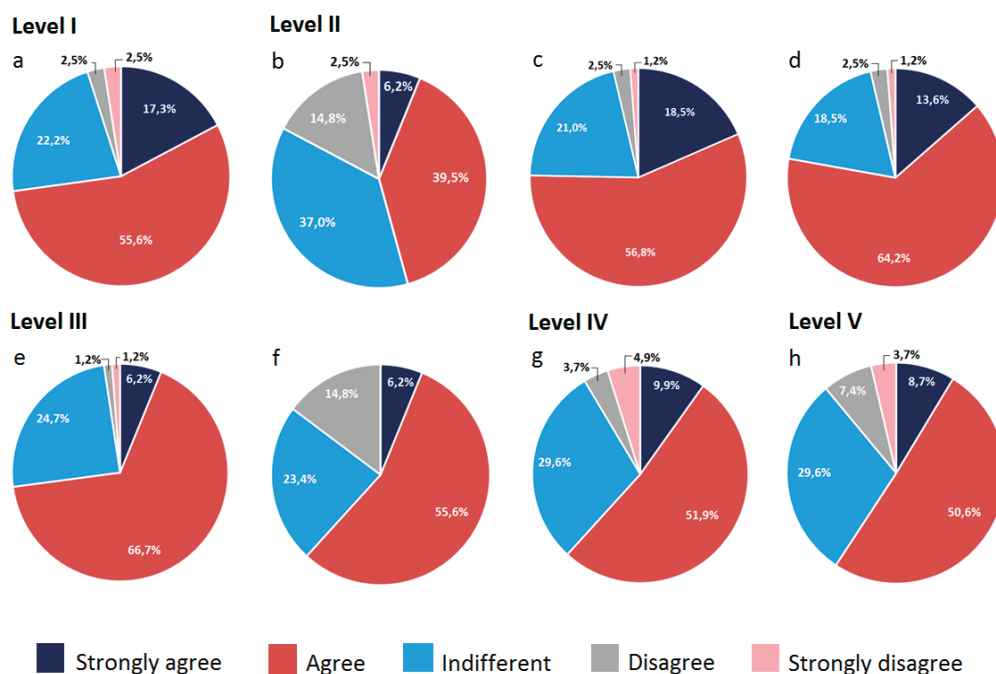 Level I
Level II
a
2,5%
2,5%
17,3%
22,2%
55,6%
b
2,5%
6,2%
14,8%
39,5%
37,0%
c
2,5%
1,2%
18,5%
21,0%
56,8%
d
2,5%
1,2%
13,6%
18,5%
64,2%
Level III
Level IV
Level V
e
1,2%
1,2%
6,2%
24,7%
66,7%
f
6,2%
14,8%
23,4%
55,6%
g
3,7%
4,9%
9,9%
29,6%
51,9%
h
3,7%
8,7%
7,4%
29,6%
50,6%
Strongly agree
Agree
Indifferent
Disagree
Strongly disagree